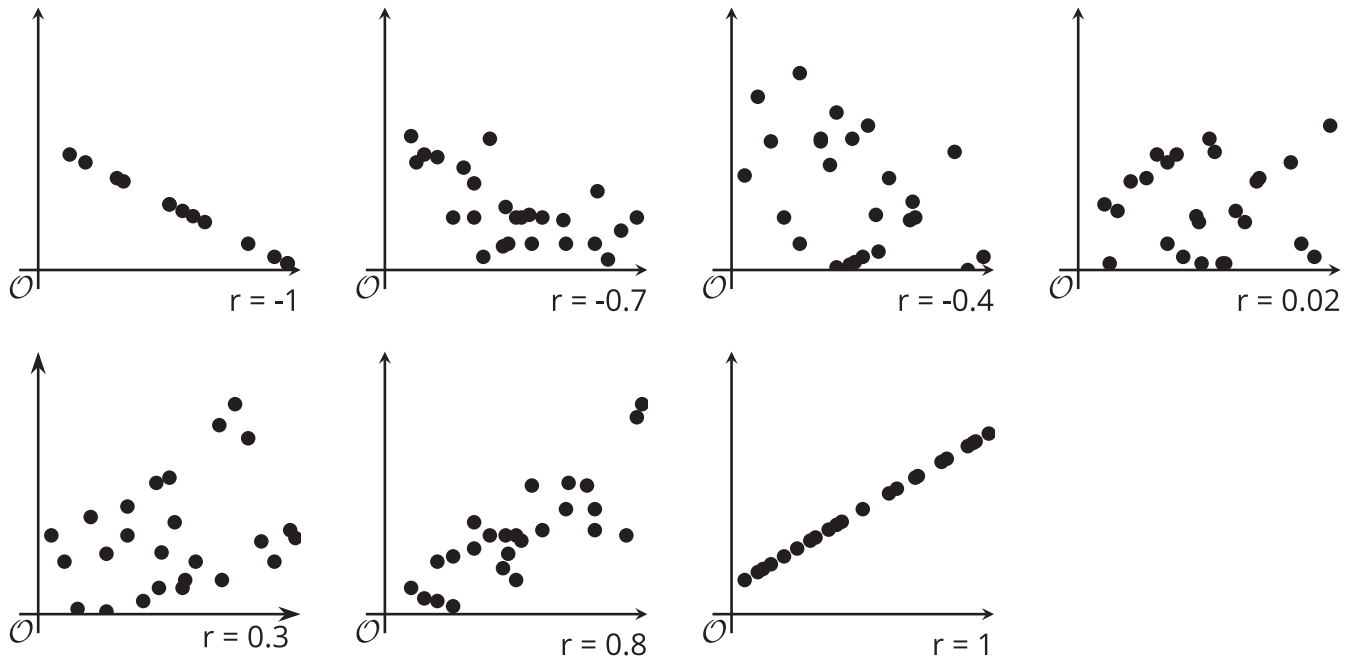 O
r = -1
O
r = -0.7
O
r = -0.4
O
r = 0.02
O
r = 0.3
O
r = 0.8
O
r = 1